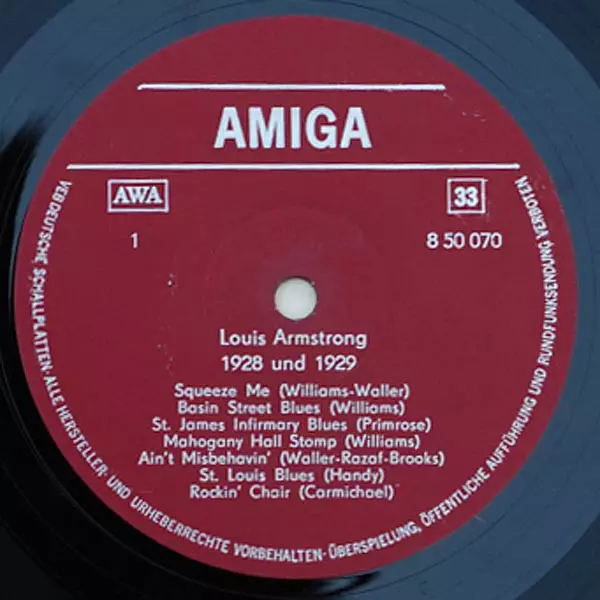 AMIGA
AWA
33
1
8 50 070
Louis Armstrong
1928 und 1929
Squeeze Me (Williams-Waller)
Basin Street Blues (Williams)
St. James Infirmary Blues (Primrose)
Mahogany Hall Stomp (Williams)
Ain't Misbehavin' (Waller-Razaf-Brooks)
St. Louis Blues (Handy)
Rockin' Chair (Carmichael)
VEB DEUTSCHE SCHALLPLATTEN·ALLE HERSTELLER- UND URHEBERRECHTE VORBEHALTEN-ÜBERSPIELUNG, ÖFFENTLICHE AUFFÜHRUNG UND RUNDFUNKSENDUNG VERBOTEN